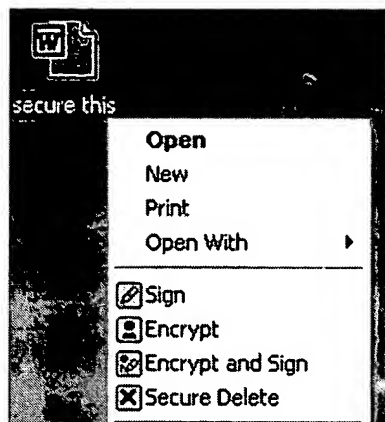 W
secure this
Open
New
Print
Open With
Sign
Encrypt
Encrypt and Sign
Secure Delete